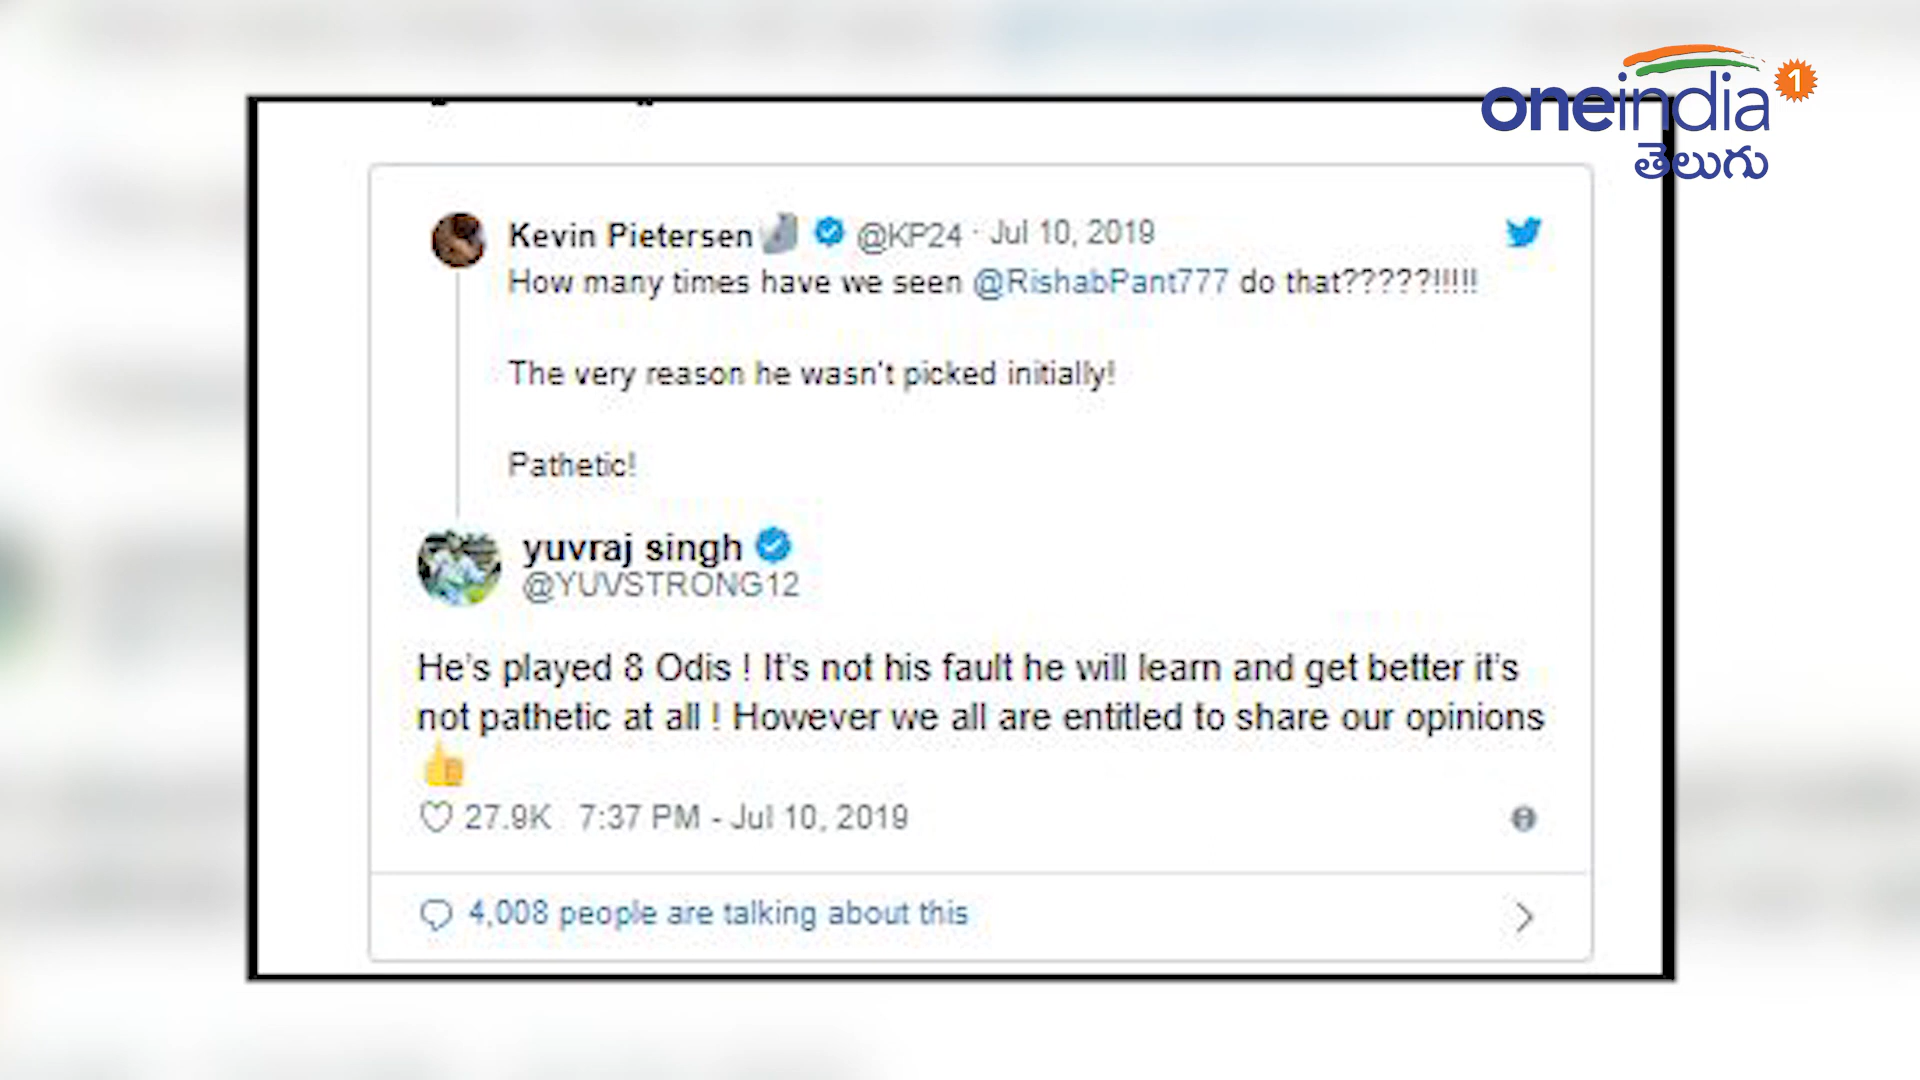 oneindia 1
తెలుగు
Kevin Pietersen @KP24 · Jul 10, 2019
How many times have we seen @RishabPant777 do that?????!!!!!
The very reason he wasn't picked initially!
Pathetic!
yuvraj singh
@YUVSTRONG12
He's played 8 Odis ! It's not his fault he will learn and get better it's
not pathetic at all ! However we all are entitled to share our opinions
👍
27.9K 7:37 PM - Jul 10, 2019
4,008 people are talking about this